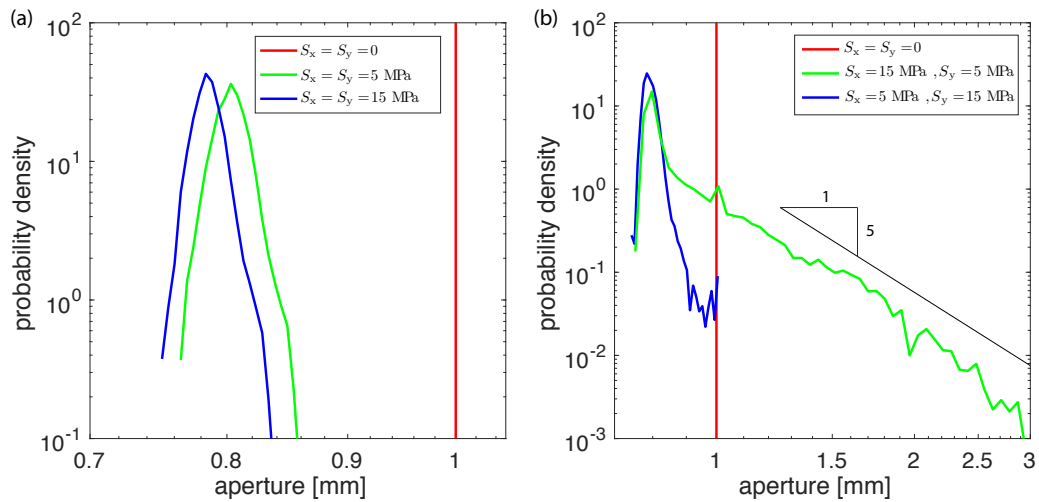 (a)
10^2
10^1
10^0
10^-1
probability density
S_x = S_y =0
S_x = S_y =5 MPa
S_x = S_y =15 MPa
0.7
0.8
0.9
1
aperture [mm]
(b)
10^2
10^1
10^0
10^-1
10^-2
10^-3
probability density
S_x = S_y =0
S_x =15 MPa , S_y =5 MPa
S_x =5 MPa , S_y =15 MPa
1
5
1
1.5
2
2.5
3
aperture [mm]